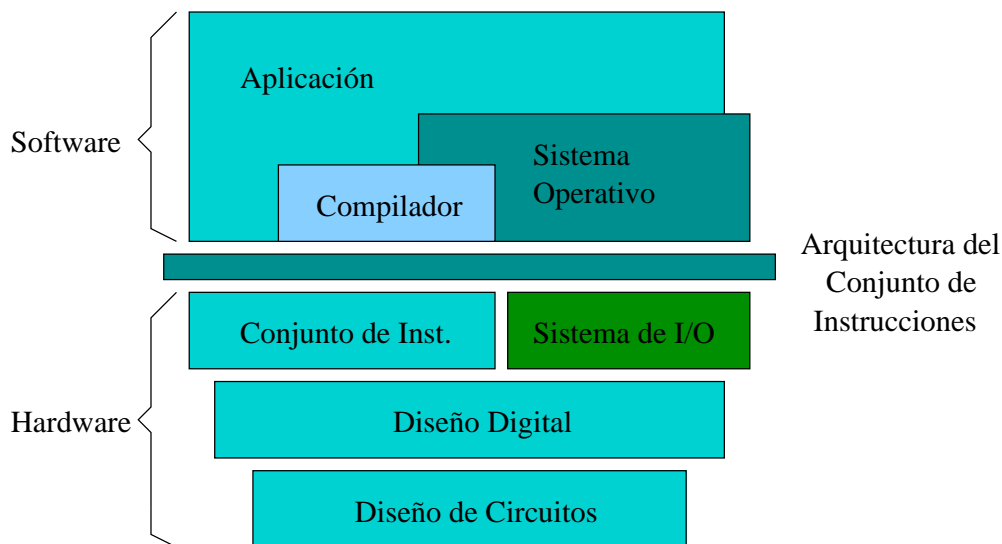 Aplicación
Software
Sistema
Operativo
Compilador
Arquitectura del
Conjunto de
Instrucciones
Conjunto de Inst.
Sistema de I/O
Hardware
Diseño Digital
Diseño de Circuitos